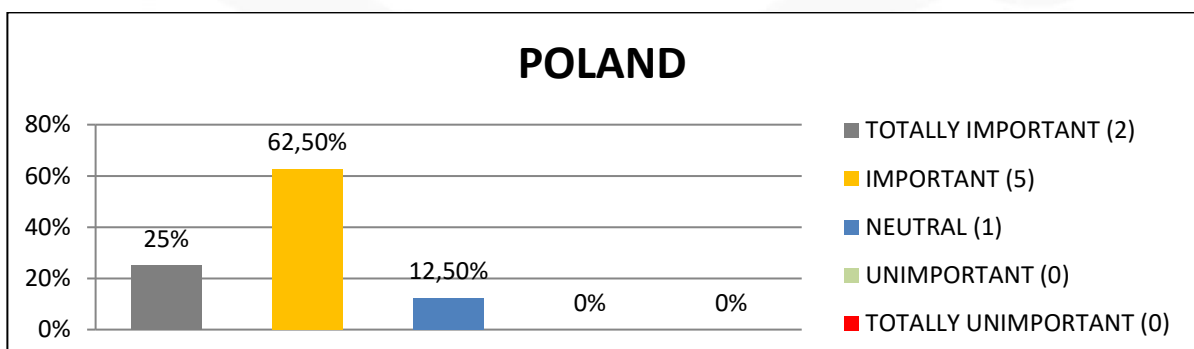 POLAND
80%
60%
40%
20%
0%
25%
62,50%
12,50%
0%
0%
TOTALLY IMPORTANT (2)
IMPORTANT (5)
NEUTRAL (1)
UNIMPORTANT (0)
TOTALLY UNIMPORTANT (0)